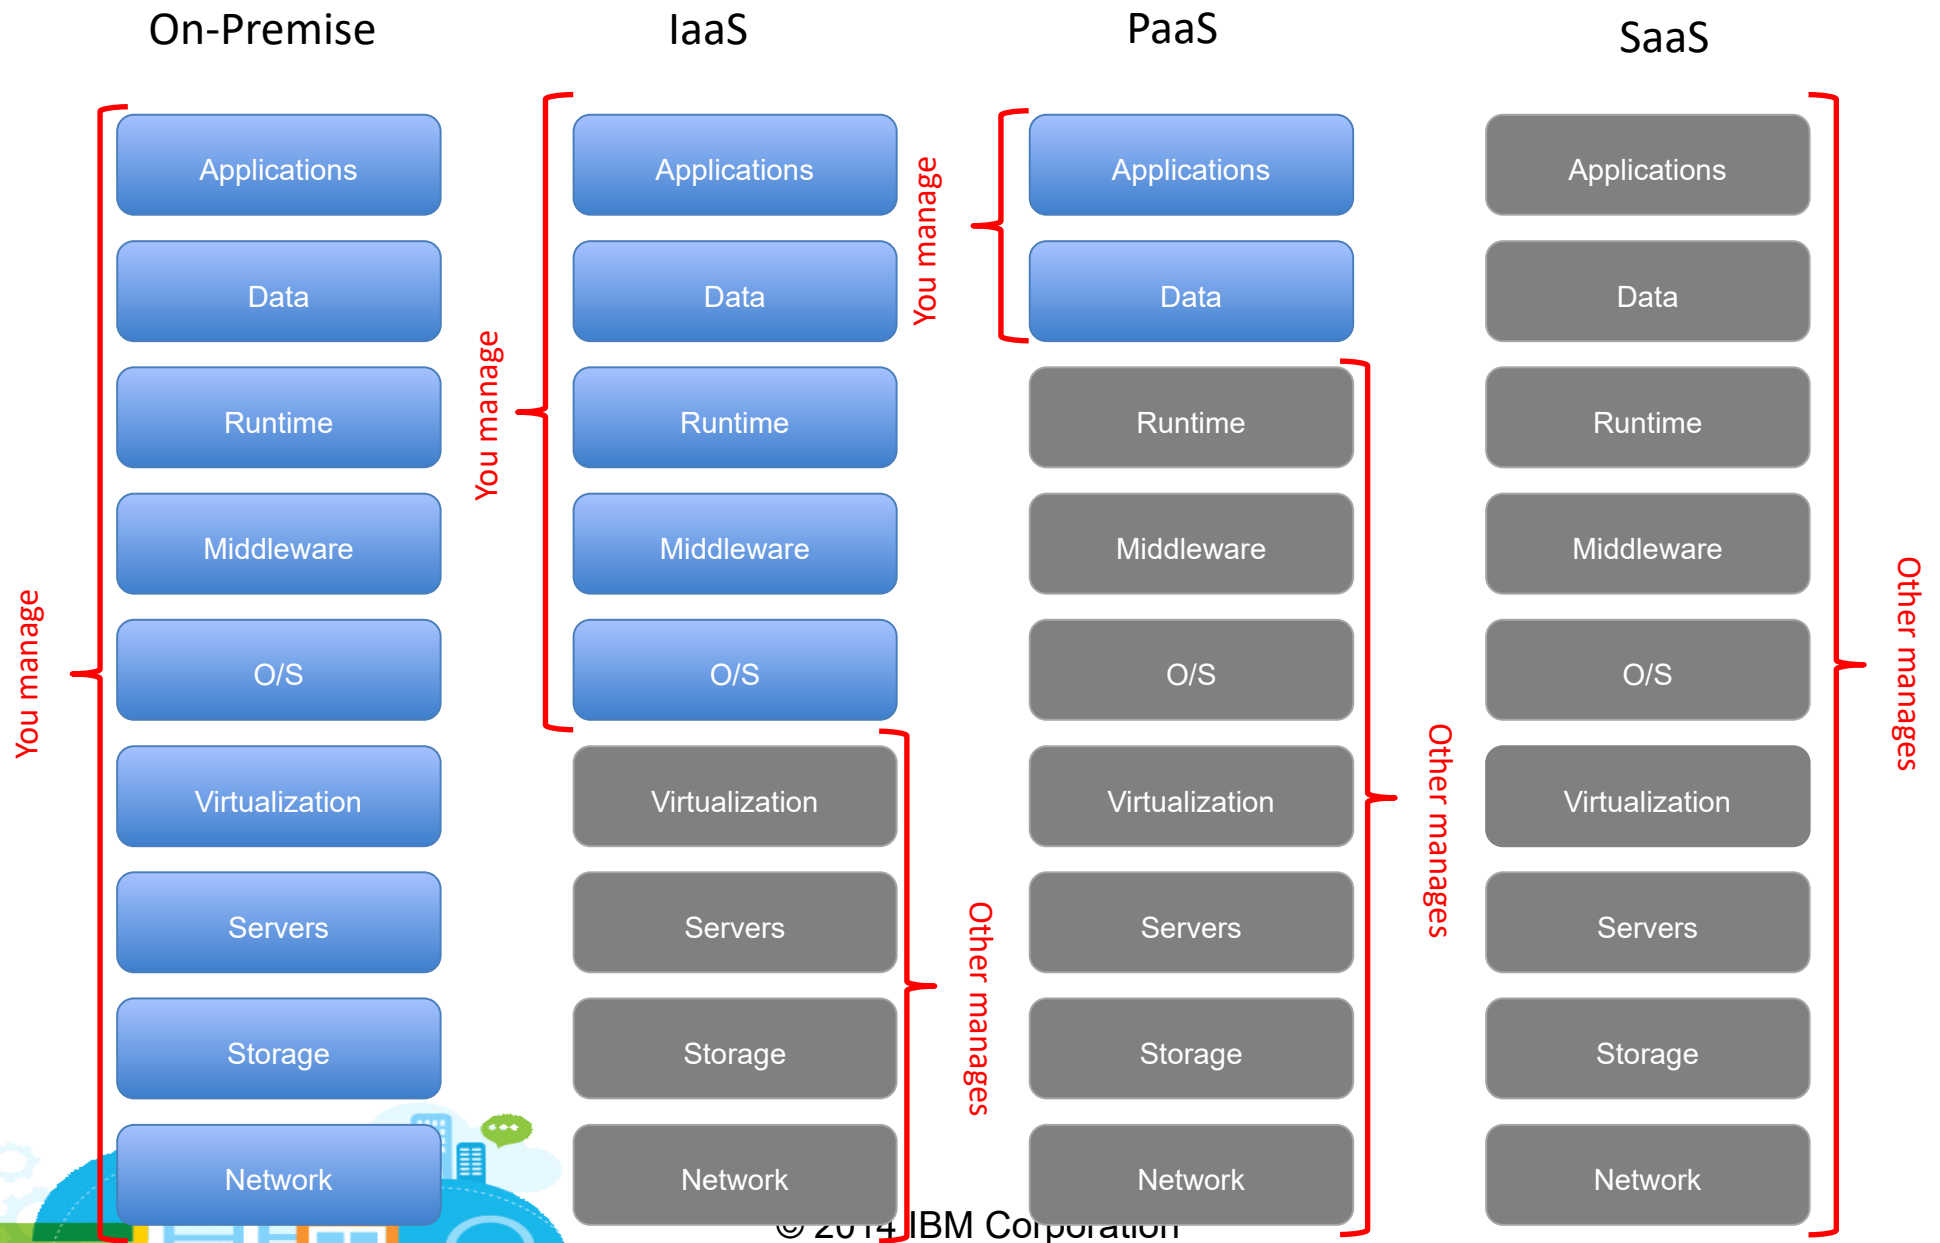 On-Premise
IaaS
PaaS
SaaS
You manage
Applications
Data
Runtime
Middleware
O/S
Virtualization
Servers
Storage
Network
You manage
Applications
Data
Runtime
Middleware
O/S
Virtualization
Servers
Storage
Network
Other manages
You manage
Applications
Data
Runtime
Middleware
O/S
Virtualization
Servers
Storage
Network
Other manages
Applications
Data
Runtime
Middleware
O/S
Virtualization
Servers
Storage
Network
Other manages
© 2014 IBM Corporation